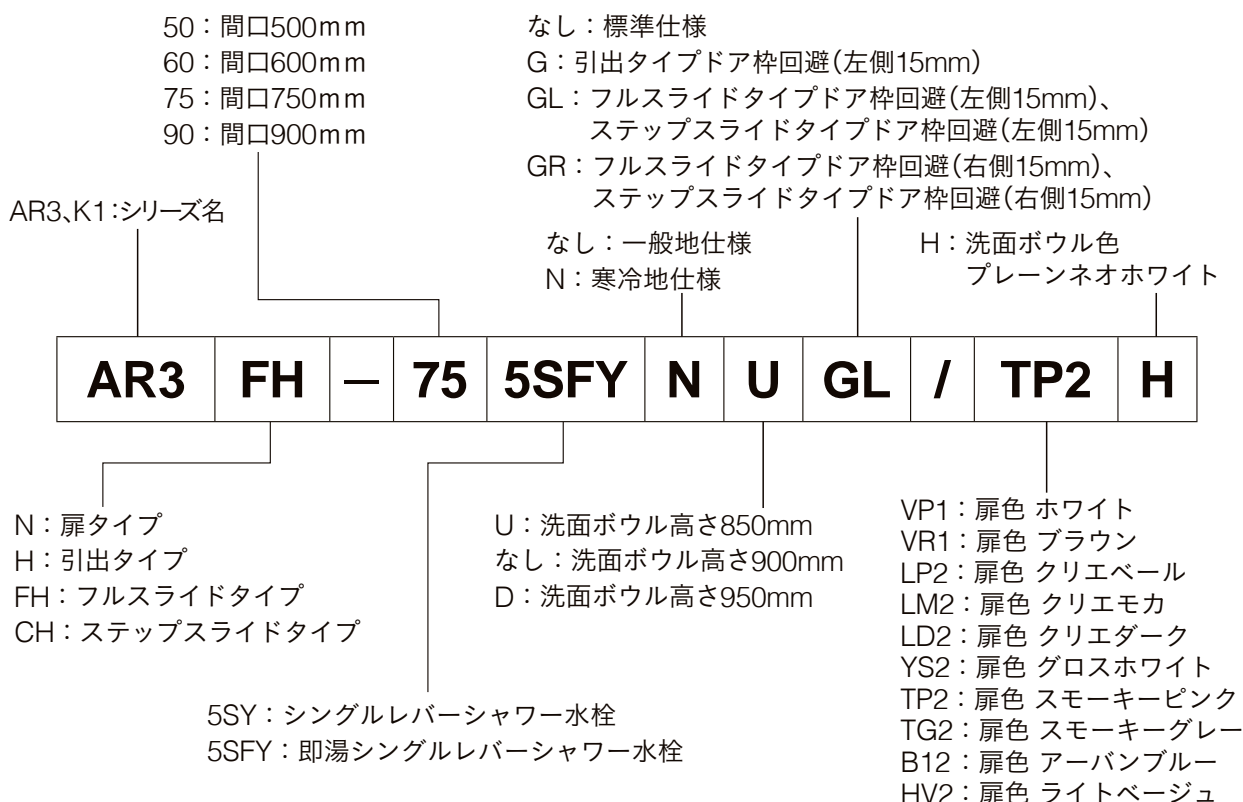 50：間口500mm
60：間口600mm
75：間口750mm
90：間口900mm
なし：標準仕様
G：引出タイプドア枠回避(左側15mm)
GL：フルスライドタイプドア枠回避(左側15mm)、
ステップスライドタイプドア枠回避(左側15mm)
GR：フルスライドタイプドア枠回避(右側15mm)、
ステップスライドタイプドア枠回避(右側15mm)
AR3、K1：シリーズ名
なし：一般地仕様
N：寒冷地仕様
H：洗面ボウル色
プレーンネオホワイト
AR3 FH － 75 5SFY N U GL / TP2 H
N：扉タイプ
H：引出タイプ
FH：フルスライドタイプ
CH：ステップスライドタイプ
5SY：シングルレバーシャワー水栓
5SFY：即湯シングルレバーシャワー水栓
U：洗面ボウル高さ850mm
なし：洗面ボウル高さ900mm
D：洗面ボウル高さ950mm
VP1：扉色 ホワイト
VR1：扉色 ブラウン
LP2：扉色 クリエベール
LM2：扉色 クリエモカ
LD2：扉色 クリエダーク
YS2：扉色 グロスホワイト
TP2：扉色 スモーキーピンク
TG2：扉色 スモーキーグレー
B12：扉色 アーバンブルー
HV2：扉色 ライトベージュ